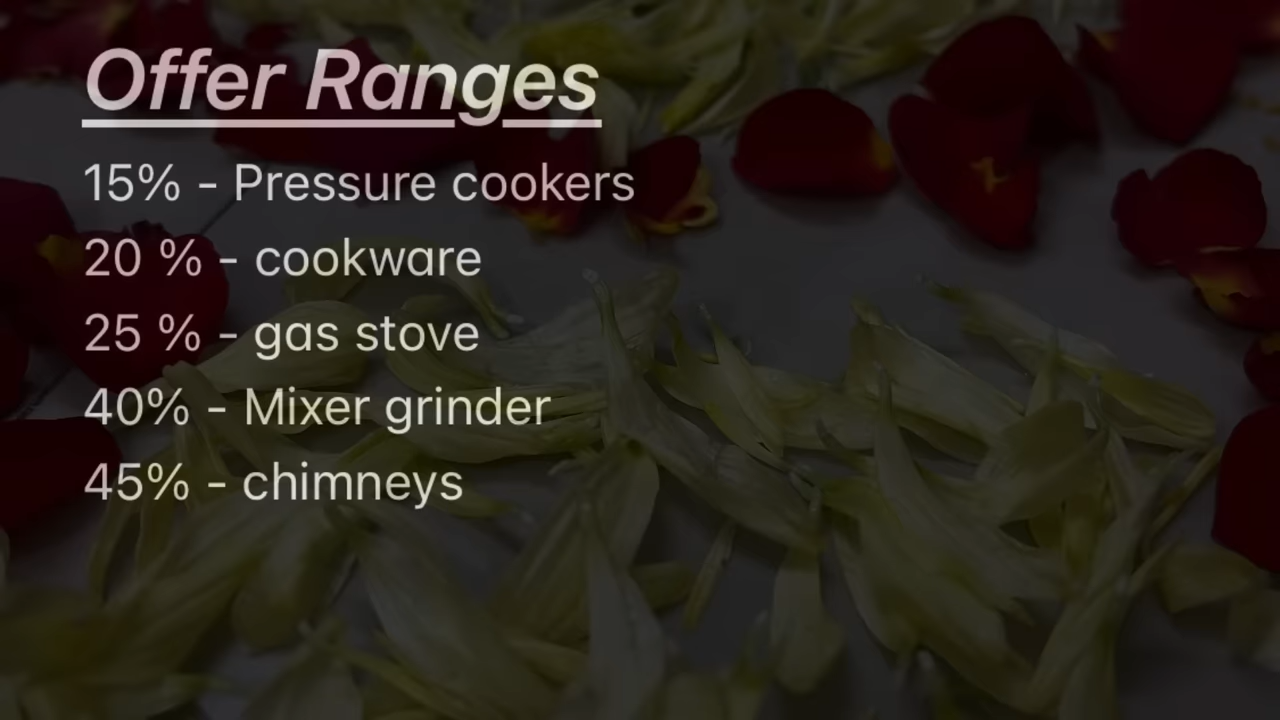 Offer Ranges
15% - Pressure cookers
20 % - cookware
25 % - gas stove
40% - Mixer grinder
45% - chimneys